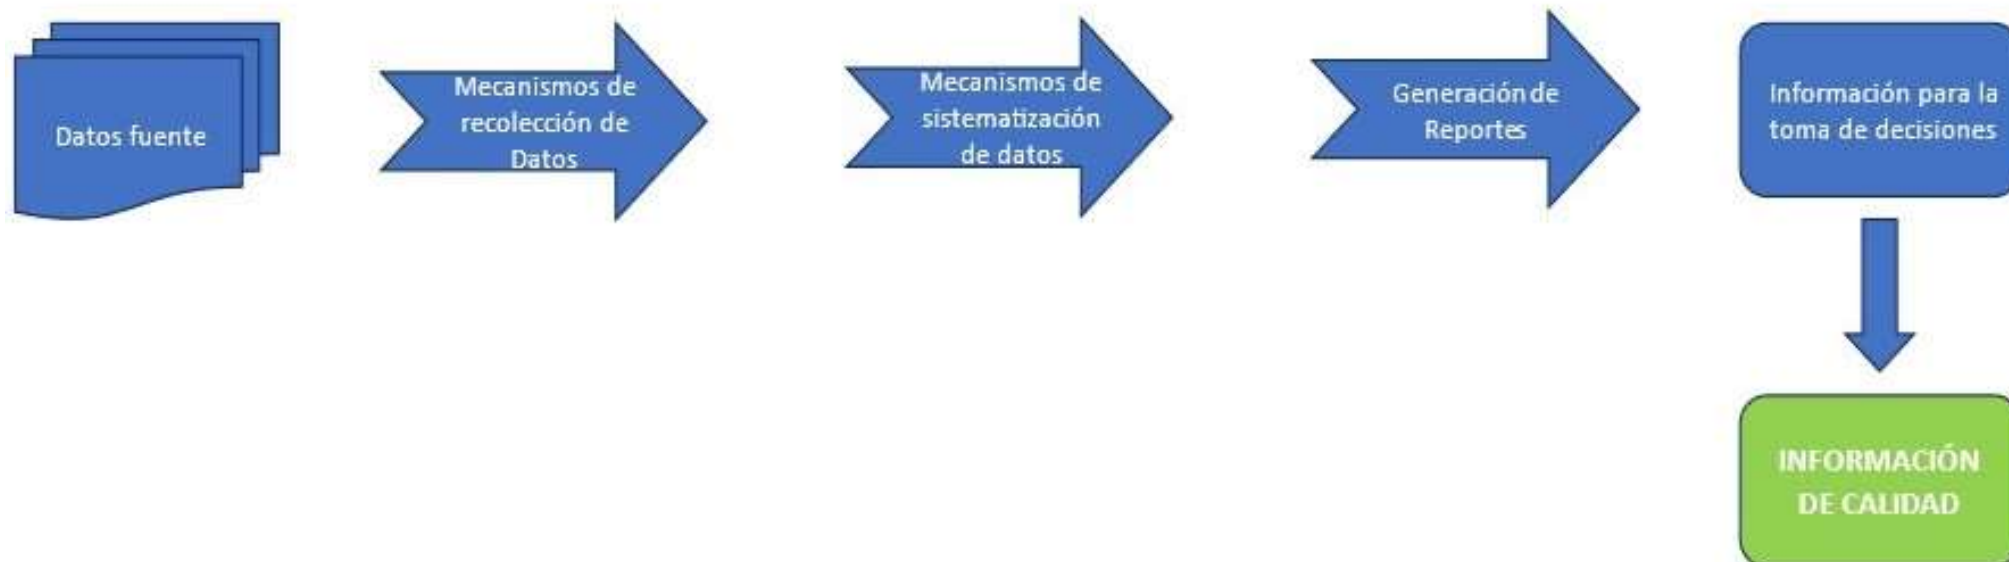 Datos fuente
Mecanismos de
recolección de
Datos
Mecanismos de
sistematización
de datos
Generación de
Reportes
Información para la
toma de decisiones
INFORMACIÓN
DE CALIDAD